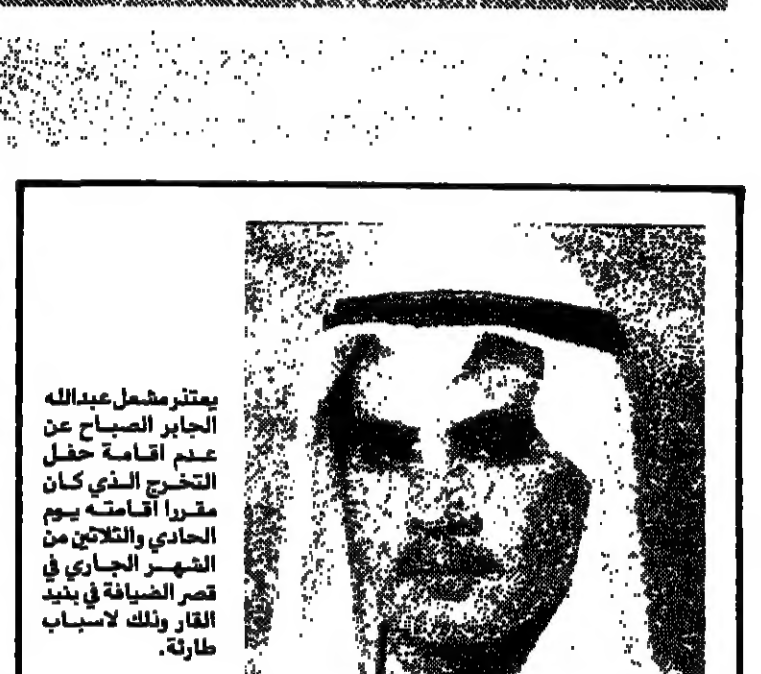 يعتذر مشعل عبدالله
الجابر الصباح عن
عدم اقامة حفل
التخرج الذي كان
مقررا اقامته يوم
الحادي والثلاثين من
الشهر الجاري في
قصر الضيافة في بنيد
القار وذلك لاسباب
طارئة.